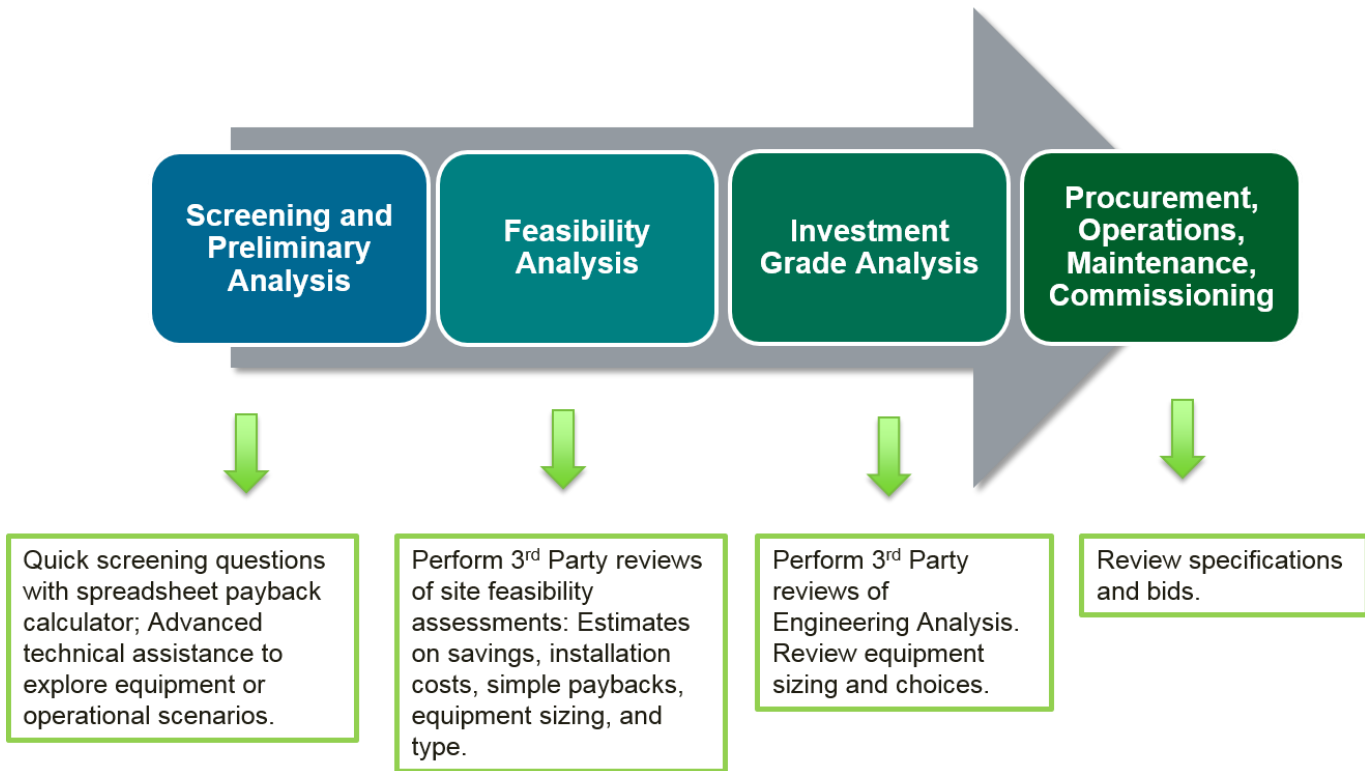 Screening and
Preliminary
Analysis
Feasibility
Analysis
Investment
Grade Analysis
Procurement,
Operations,
Maintenance,
Commissioning
Quick screening questions
with spreadsheet payback
calculator; Advanced
technical assistance to
explore equipment or
operational scenarios.
Perform 3rd Party reviews
of site feasibility
assessments: Estimates
on savings, installation
costs, simple paybacks,
equipment sizing, and
type.
Perform 3rd Party
reviews of
Engineering Analysis.
Review equipment
sizing and choices.
Review specifications
and bids.